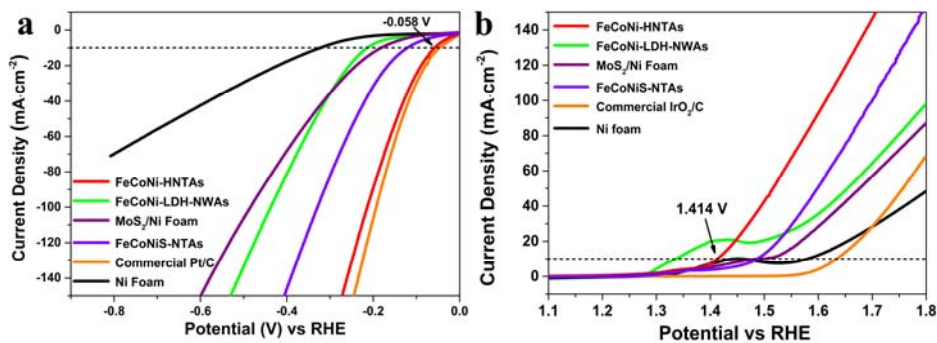 a
-0.058 V
0
-20
-40
-60
-80
-100
-120
-140
Current Density (mA·cm⁻²)
FeCoNi-HNTAs
FeCoNi-LDH-NWAs
MoS₂/Ni Foam
FeCoNiS-NTAs
Commercial Pt/C
Ni Foam
-0.8 -0.6 -0.4 -0.2 0.0
Potential (V) vs RHE
b
FeCoNi-HNTAs
FeCoNi-LDH-NWAs
MoS₂/Ni Foam
FeCoNiS-NTAs
Commercial IrO₂/C
Ni foam
1.414 V
140
120
100
80
60
40
20
0
Current Density (mA·cm⁻²)
1.1 1.2 1.3 1.4 1.5 1.6 1.7 1.8
Potential vs RHE